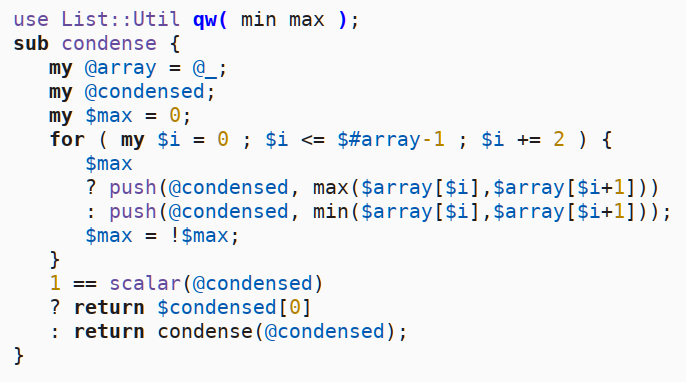 use List::Util qw( min max );
sub condense {
   my @array = @_;
   my @condensed;
   my $max = 0;
   for ( my $i = 0 ; $i <= $#array-1 ; $i += 2 ) {
      $max
      ? push(@condensed, max($array[$i],$array[$i+1]))
      : push(@condensed, min($array[$i],$array[$i+1]));
      $max = !$max;
   }
   1 == scalar(@condensed)
   ? return $condensed[0]
   : return condense(@condensed);
}